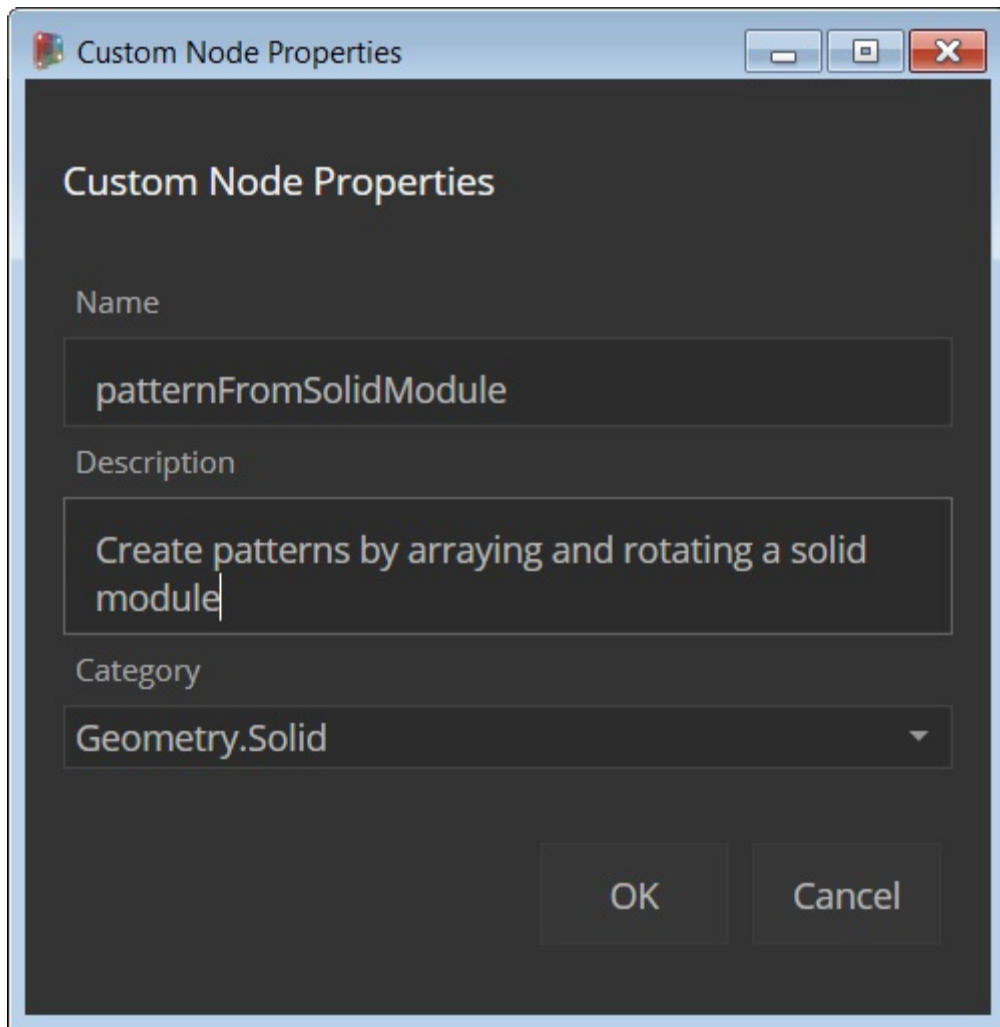 Custom Node Properties
Custom Node Properties
Name
patternFromSolidModule
Description
Create patterns by arraying and rotating a solid
module
Category
Geometry.Solid
OK
Cancel